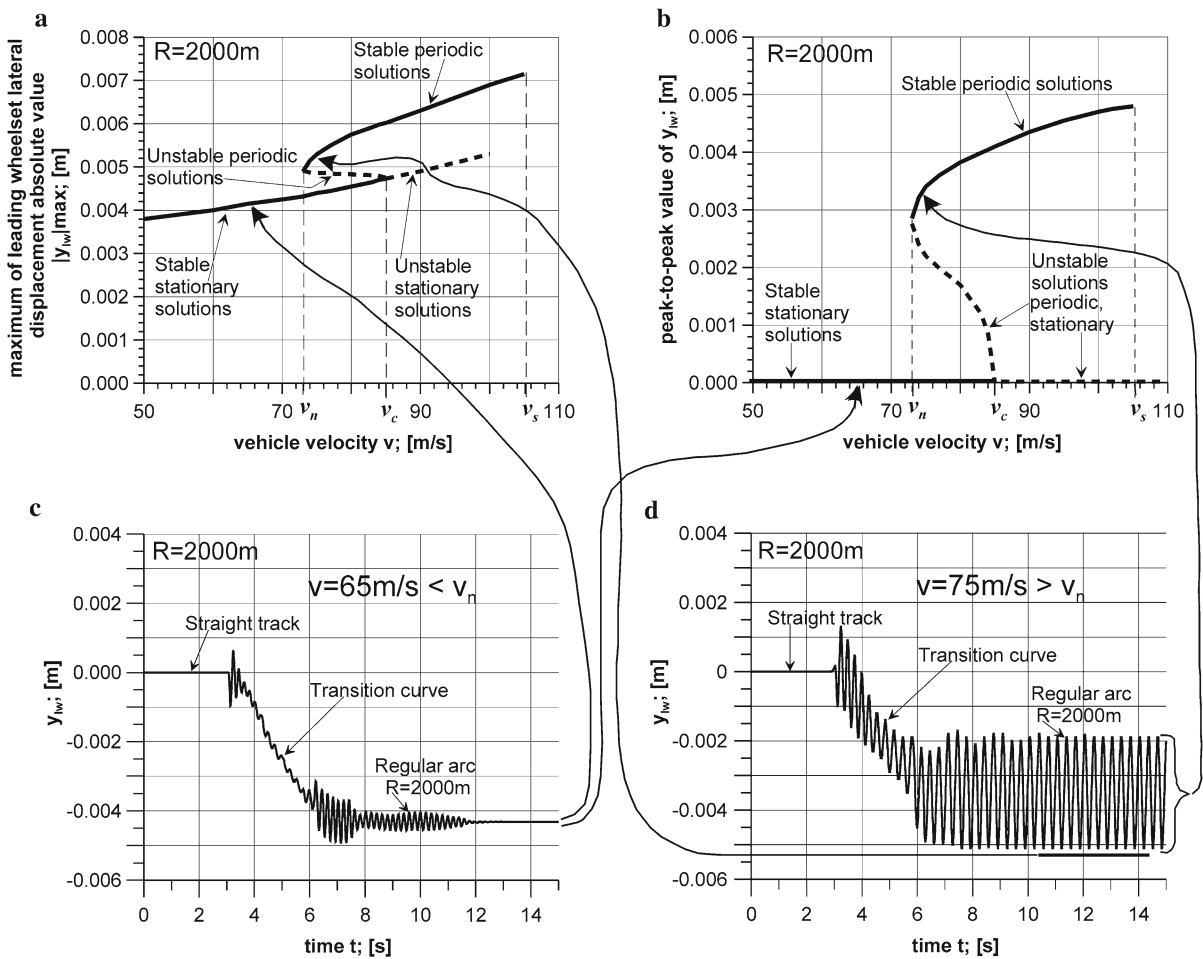 a
R=2000m
Stable periodic
solutions
Unstable periodic
solutions
Stable
stationary
solutions
Unstable
stationary
solutions
0.008
0.007
0.006
0.005
0.004
0.003
0.002
0.001
0.000
50
70
vn
vc
90
vs
110
maximum of leading wheelset lateral
displacement absolute value
|ylw|max; [m]
vehicle velocity v; [m/s]
b
R=2000m
Stable periodic solutions
Unstable
solutions
periodic,
stationary
Stable
stationary
solutions
0.006
0.005
0.004
0.003
0.002
0.001
0.000
50
70
vn
vc
90
vs
110
peak-to-peak value of ylw; [m]
vehicle velocity v; [m/s]
c
R=2000m
v=65m/s < vn
Straight track
Transition curve
Regular arc
R=2000m
0.004
0.002
0.000
-0.002
-0.004
-0.006
0 2 4 6 8 10 12 14
ylw; [m]
time t; [s]
d
R=2000m
v=75m/s > vn
Straight track
Transition curve
Regular arc
R=2000m
0.004
0.002
0
-0.002
-0.004
-0.006
0 2 4 6 8 10 12 14
ylw; [m]
time t; [s]